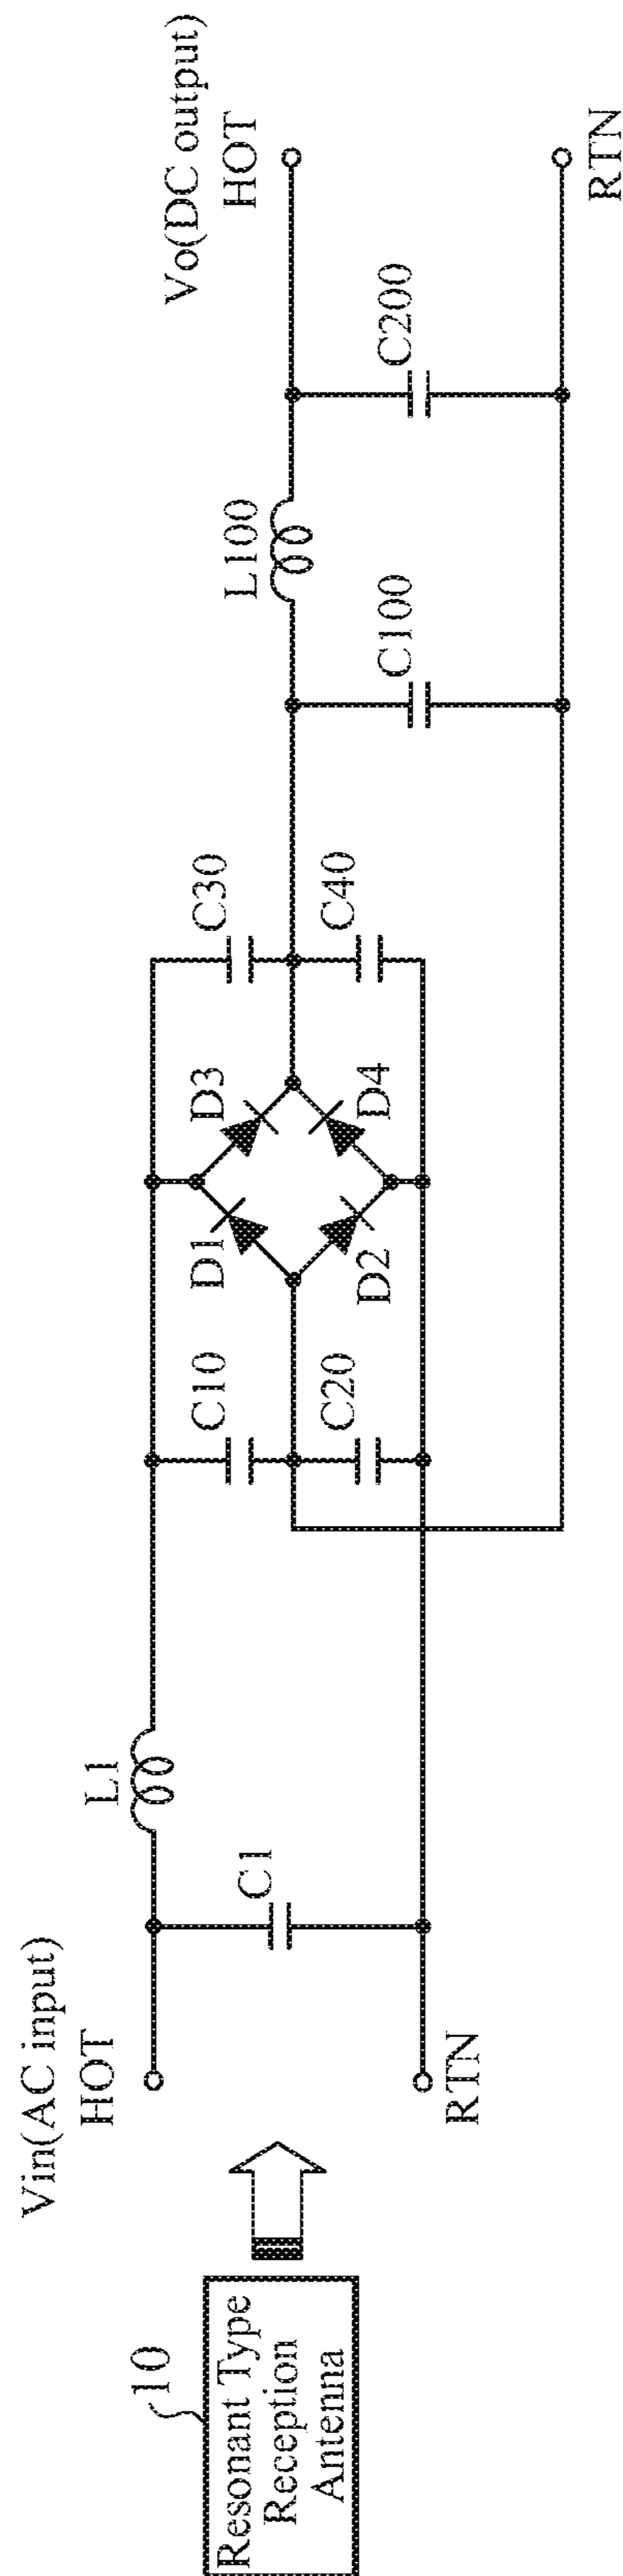 10
Resonant Type
Reception
Antenna
Vin(AC input)
HOT
RTN
C1
L1
C10
C20
D1
D2
D3
D4
C30
C40
C100
L100
C200
Vo(DC output)
HOT
RTN